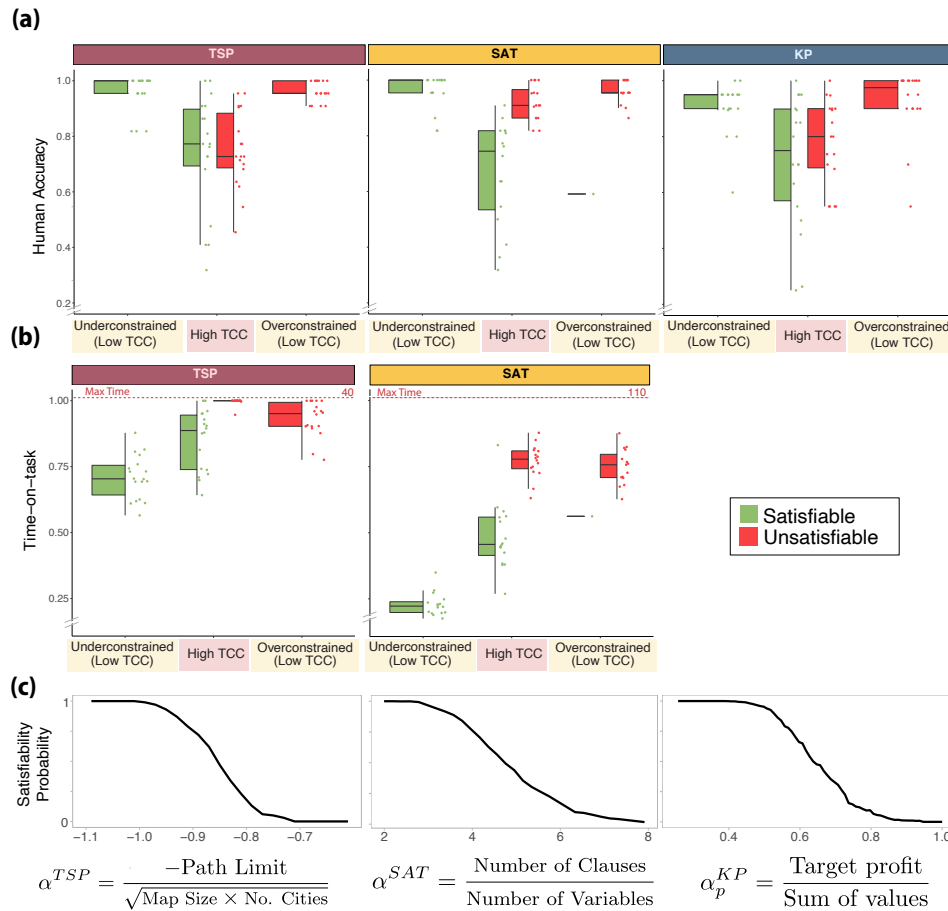 (a)
TSP
SAT
KP
Human Accuracy
1.0
0.8
0.6
0.4
0.2
Underconstrained
(Low TCC)
High TCC
Overconstrained
(Low TCC)
Underconstrained
(Low TCC)
High TCC
Overconstrained
(Low TCC)
Underconstrained
(Low TCC)
High TCC
Overconstrained
(Low TCC)
(b)
TSP
SAT
Max Time 40
Max Time 110
Time-on-task
1.00
0.75
0.50
0.25
Satisfiable
Unsatisfiable
Underconstrained
(Low TCC)
High TCC
Overconstrained
(Low TCC)
Underconstrained
(Low TCC)
High TCC
Overconstrained
(Low TCC)
(c)
Satisfiability
Probability
1
0
−1.1 −1.0 −0.9 −0.8 −0.7
2 4 6 8
0.4 0.6 0.8 1.0
α^{TSP} = −Path Limit / √(Map Size × No. Cities)
α^{SAT} = Number of Clauses / Number of Variables
α_p^{KP} = Target profit / Sum of values